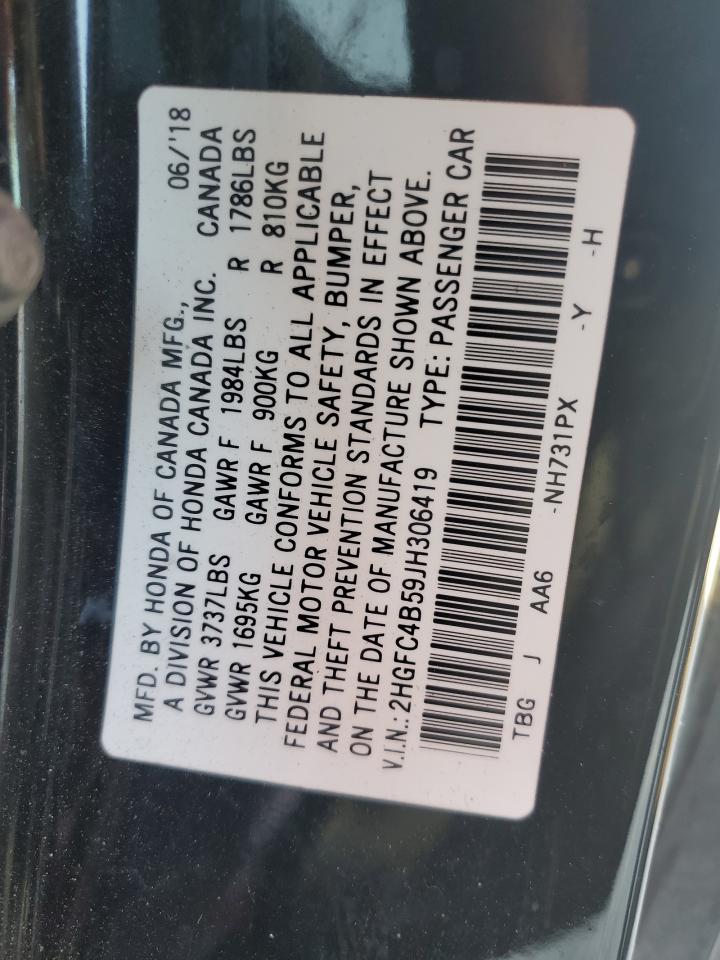 MFD. BY HONDA OF CANADA MFG., 06/'18
A DIVISION OF HONDA CANADA INC. CANADA
GVWR 3737LBS GAWR F 1984LBS R 1786LBS
GVWR 1695KG GAWR F 900KG R 810KG
THIS VEHICLE CONFORMS TO ALL APPLICABLE
FEDERAL MOTOR VEHICLE SAFETY, BUMPER,
AND THEFT PREVENTION STANDARDS IN EFFECT
ON THE DATE OF MANUFACTURE SHOWN ABOVE.
V.I.N.: 2HGFC4B59JH306419 TYPE: PASSENGER CAR
TBG J AA6 -NH731PX -Y -H